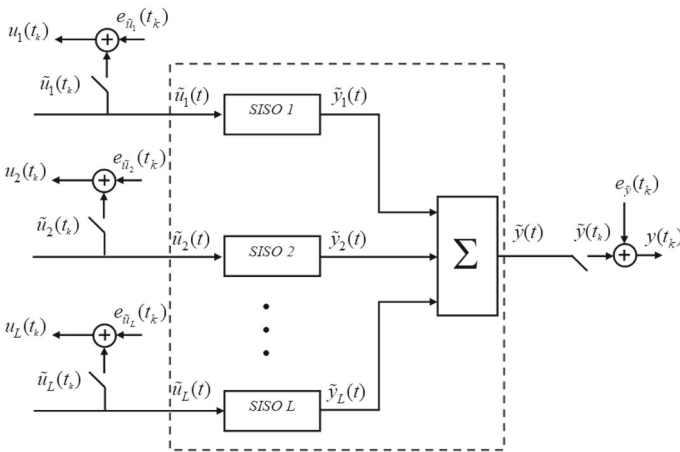 u₁(tₖ) e_ũ₁(tₖ)
ũ₁(tₖ)
ũ₁(t) SISO 1 ỹ₁(t)
u₂(tₖ) e_ũ₂(tₖ)
ũ₂(tₖ)
ũ₂(t) SISO 2 ỹ₂(t)
Σ
e_ỹ(tₖ)
ỹ(t) ỹ(tₖ) y(tₖ)
u_L(tₖ) e_ũ_L(tₖ)
ũ_L(tₖ)
ũ_L(t) SISO L ỹ_L(t)